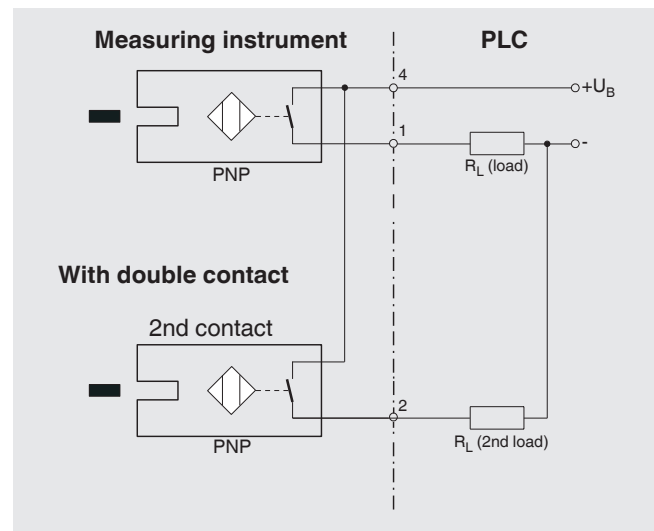 Measuring instrument
PLC
4
+U_B
1
-
R_L (load)
PNP
With double contact
2nd contact
2
R_L (2nd load)
PNP